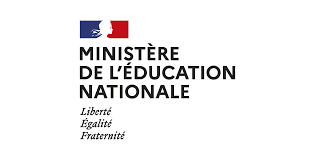 MINISTÈRE
DE L'ÉDUCATION
NATIONALE
Liberté
Égalité
Fraternité